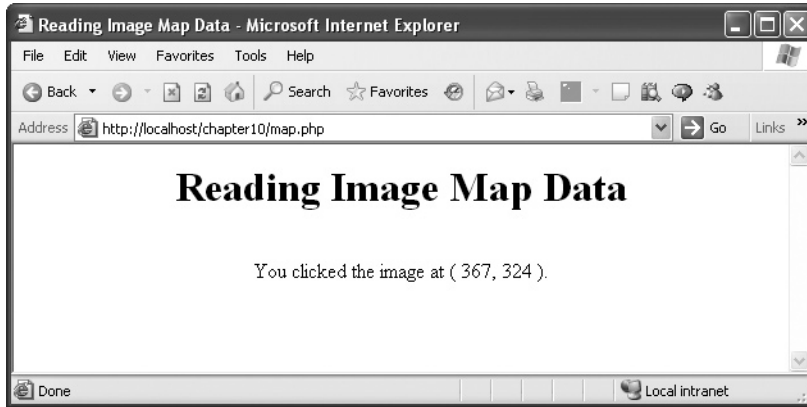 Reading Image Map Data - Microsoft Internet Explorer
File Edit View Favorites Tools Help
Back Search Favorites
Address http://localhost/chapter10/map.php Go Links »
Reading Image Map Data
You clicked the image at ( 367, 324 ).
Done Local intranet